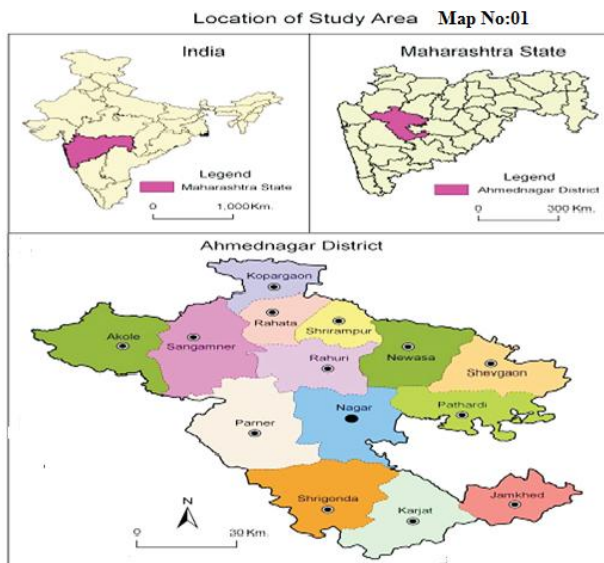 Location of Study Area Map No:01
India
Legend
Maharashtra State
0 1,000 Km.
Maharashtra State
Legend
Ahmednagar District
0 300 Km.
Ahmednagar District
Kopargaon
Rahata
Shrirampur
Akole
Sangamner
Rahuri
Newasa
Shevgaon
Pathardi
Parner
Nagar
Shrigonda
Karjat
Jamkhed
N
0 30 Km.